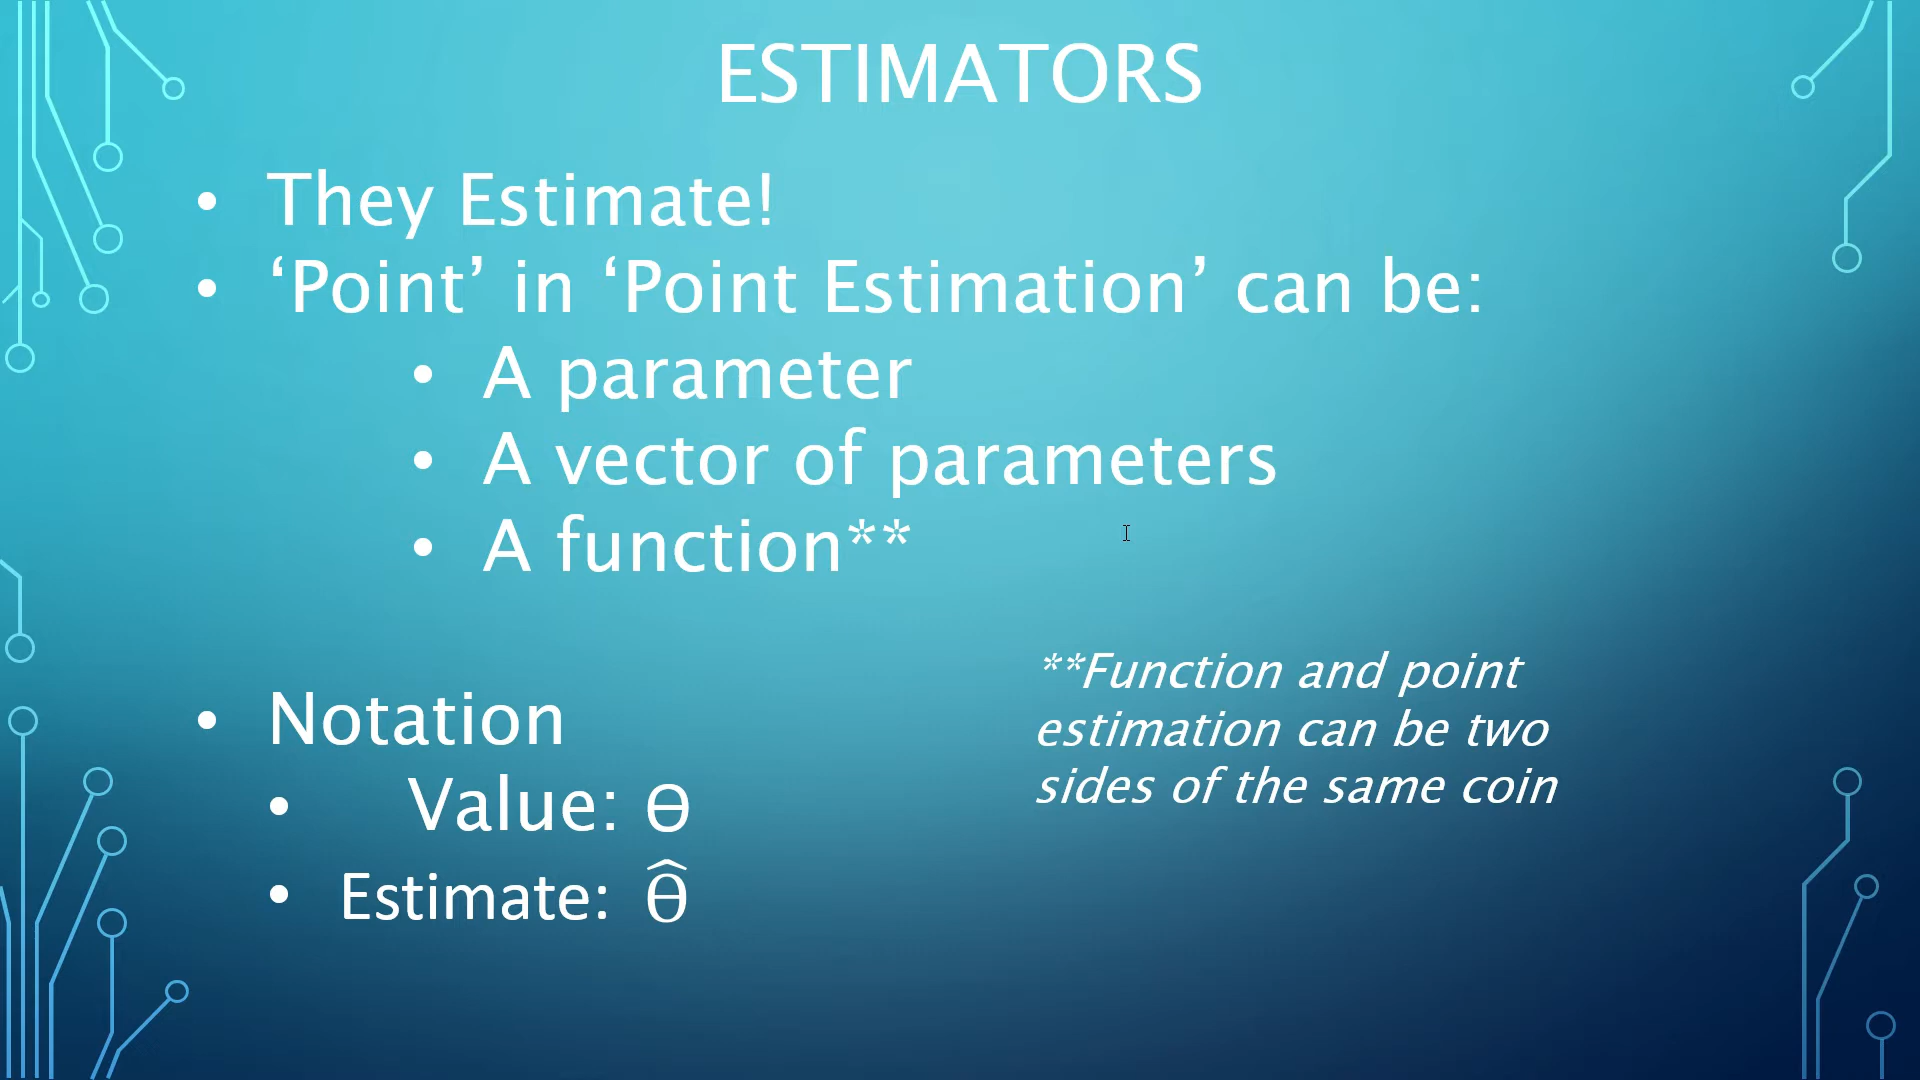 ESTIMATORS
• They Estimate!
• ‘Point’ in ‘Point Estimation’ can be:
• A parameter
• A vector of parameters
• A function**
**Function and point
estimation can be two
sides of the same coin
• Notation
• Value: Ө
• Estimate: Ө̂